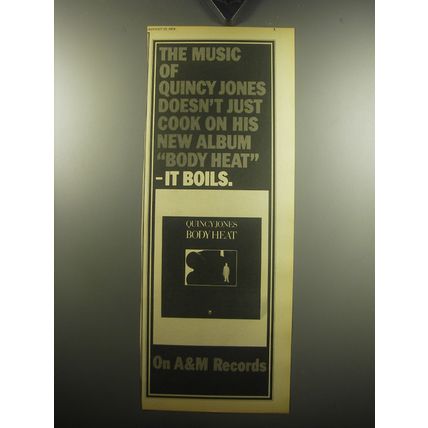 THE MUSIC
OF
QUINCY JONES
DOESN'T JUST
COOK ON HIS
NEW ALBUM
"BODY HEAT"
-IT BOILS.
QUINCY JONES
BODY HEAT
On A&M Records